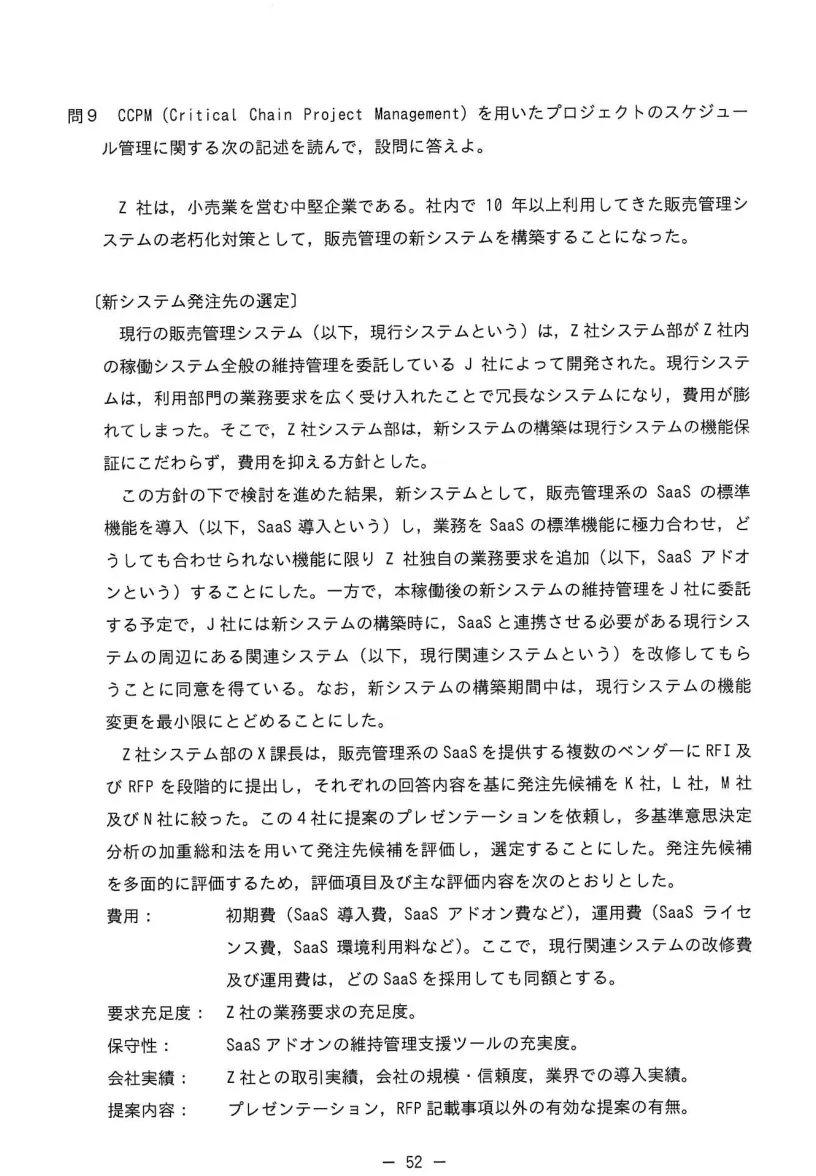 問9　CCPM（Critical Chain Project Management）を用いたプロジェクトのスケジュー
ル管理に関する次の記述を読んで，設問に答えよ。
Z 社は，小売業を営む中堅企業である。社内で 10 年以上利用してきた販売管理シ
ステムの老朽化対策として，販売管理の新システムを構築することになった。
〔新システム発注先の選定〕
現行の販売管理システム（以下，現行システムという）は，Z 社システム部が Z 社内
の稼働システム全般の維持管理を委託している J 社によって開発された。現行システ
ムは，利用部門の業務要求を広く受け入れたことで冗長なシステムになり，費用が膨
れてしまった。そこで，Z 社システム部は，新システムの構築は現行システムの機能保
証にこだわらず，費用を抑える方針とした。
この方針の下で検討を進めた結果，新システムとして，販売管理系の SaaS の標準
機能を導入（以下，SaaS 導入という）し，業務を SaaS の標準機能に極力合わせ，ど
うしても合わせられない機能に限り Z 社独自の業務要求を追加（以下，SaaS アドオ
ンという）することにした。一方で，本稼働後の新システムの維持管理を J 社に委託
する予定で，J 社には新システムの構築時に，SaaS と連携させる必要がある現行シス
テムの周辺にある関連システム（以下，現行関連システムという）を改修してもら
うことに同意を得ている。なお，新システムの構築期間中は，現行システムの機能
変更を最小限にとどめることにした。
Z 社システム部の X 課長は，販売管理系の SaaS を提供する複数のベンダーに RFI 及
び RFP を段階的に提出し，それぞれの回答内容を基に発注先候補を K 社，L 社，M 社
及び N 社に絞った。この 4 社に提案のプレゼンテーションを依頼し，多基準意思決定
分析の加重総和法を用いて発注先候補を評価し，選定することにした。発注先候補
を多面的に評価するため，評価項目及び主な評価内容を次のとおりとした。
費用：　初期費（SaaS 導入費，SaaS アドオン費など），運用費（SaaS ライセ
ンス費，SaaS 環境利用料など）。ここで，現行関連システムの改修費
及び運用費は，どの SaaS を採用しても同額とする。
要求充足度：　Z 社の業務要求の充足度。
保守性：　SaaS アドオンの維持管理支援ツールの充実度。
会社実績：　Z 社との取引実績，会社の規模・信頼度，業界での導入実績。
提案内容：　プレゼンテーション，RFP 記載事項以外の有効な提案の有無。
― 52 ―